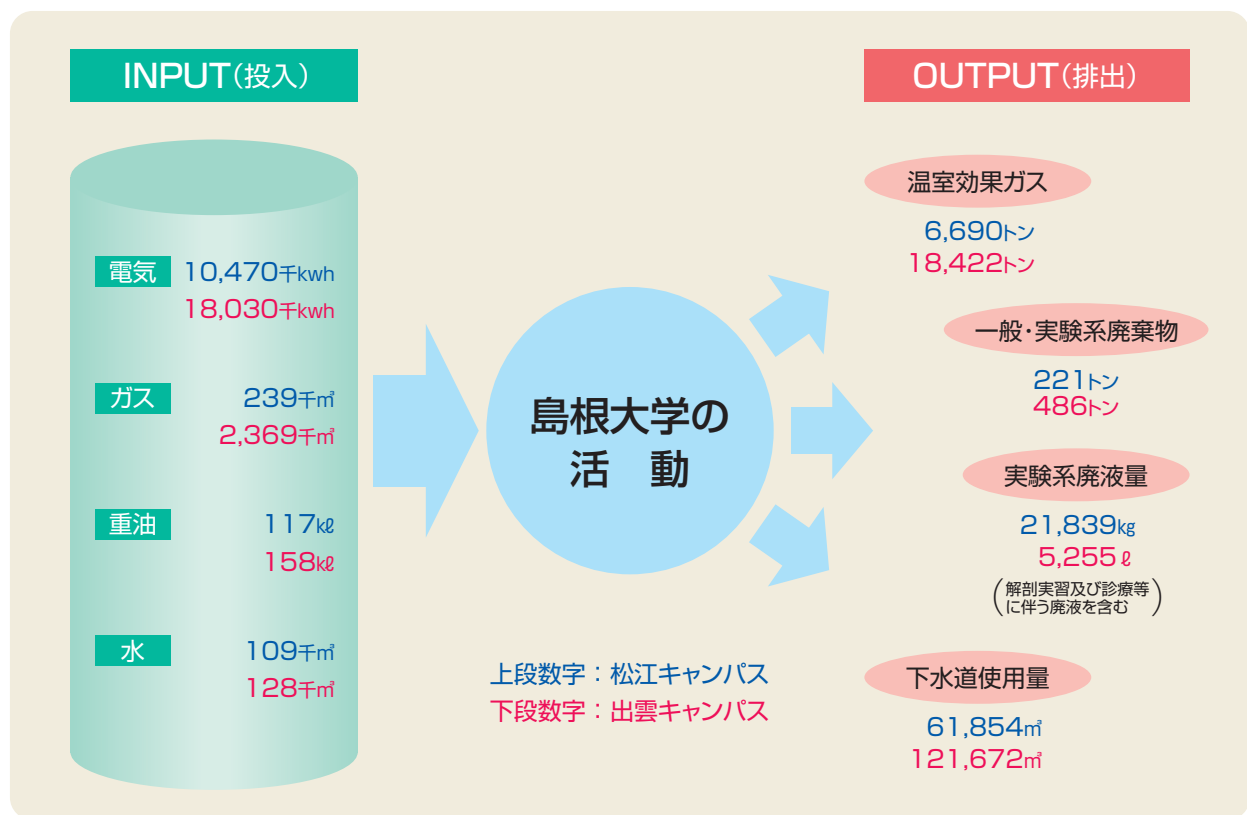 INPUT(投入)
電気 10,470千kwh
18,030千kwh
ガス 239千㎥
2,369千㎥
重油 117kℓ
158kℓ
水 109千㎥
128千㎥
島根大学の
活　動
上段数字：松江キャンパス
下段数字：出雲キャンパス
OUTPUT(排出)
温室効果ガス
6,690トン
18,422トン
一般・実験系廃棄物
221トン
486トン
実験系廃液量
21,839kg
5,255ℓ
(解剖実習及び診療等
に伴う廃液を含む)
下水道使用量
61,854㎥
121,672㎥